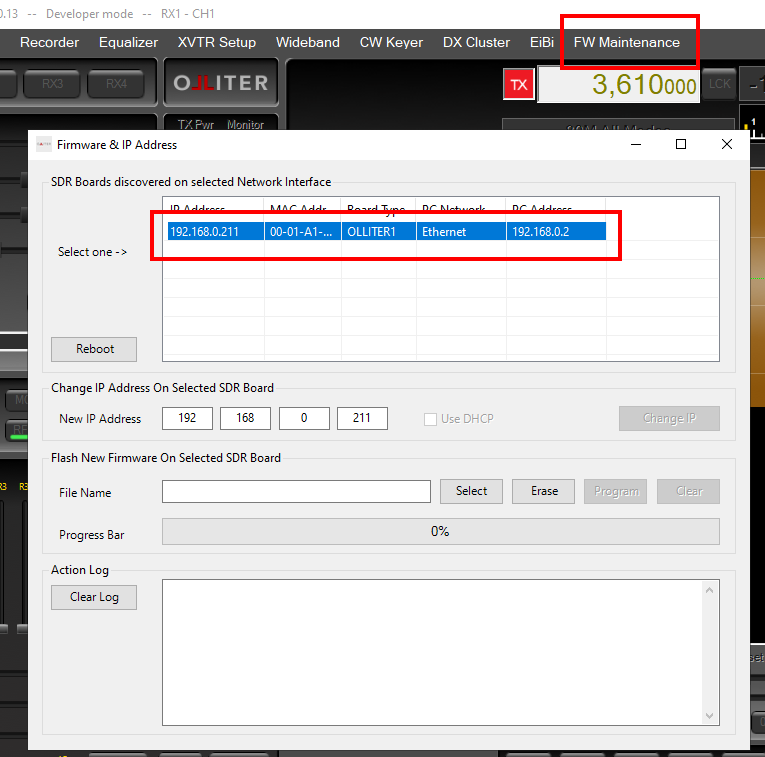 0.13 -- Developer mode -- RX1 - CH1
Recorder Equalizer XVTR Setup Wideband CW Keyer DX Cluster EiBi FW Maintenance
RX3 RX4 OLLITER TX 3,610000 LCK
TX Pwr Monitor
Firmware & IP Address
SDR Boards discovered on selected Network Interface
IP Address MAC Addr... Board Type PC Network... PC Address
192.168.0.211 00-01-A1-... OLLITER1 Ethernet 192.168.0.2
Select one ->
Reboot
Change IP Address On Selected SDR Board
New IP Address 192 168 0 211 Use DHCP Change IP
Flash New Firmware On Selected SDR Board
File Name Select Erase Program Clear
Progress Bar 0%
Action Log
Clear Log